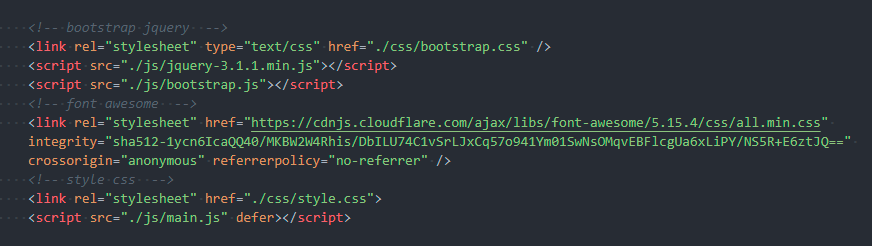 <!-- bootstrap jquery -->
<link rel="stylesheet" type="text/css" href="./css/bootstrap.css" />
<script src="./js/jquery-3.1.1.min.js"></script>
<script src="./js/bootstrap.js"></script>
<!-- font awesome -->
<link rel="stylesheet" href="https://cdnjs.cloudflare.com/ajax/libs/font-awesome/5.15.4/css/all.min.css"
integrity="sha512-1ycn6IcaQQ40/MKBW2W4Rhis/DbILU74C1vSrLJxCq57o941Ym01SwNsOMqvEBFlcgUa6xLiPY/NS5R+E6ztJQ=="
crossorigin="anonymous" referrerpolicy="no-referrer" />
<!-- style css -->
<link rel="stylesheet" href="./css/style.css">
<script src="./js/main.js" defer></script>